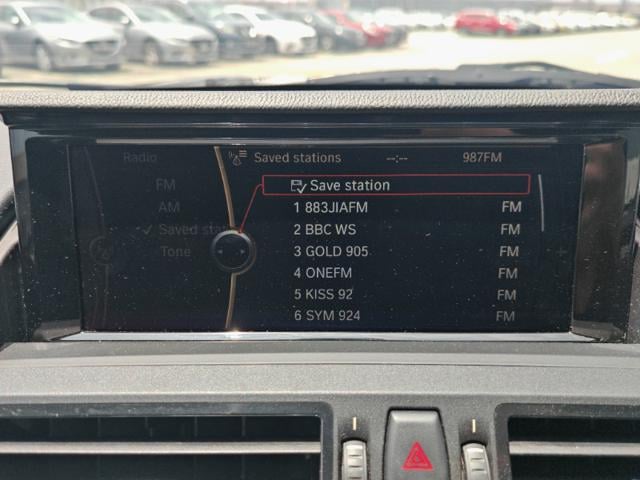 Radio
Saved stations --:-- 987FM
FM
AM
Saved sta
Tone
Save station
1 883JIAFM FM
2 BBC WS FM
3 GOLD 905 FM
4 ONEFM FM
5 KISS 92 FM
6 SYM 924 FM